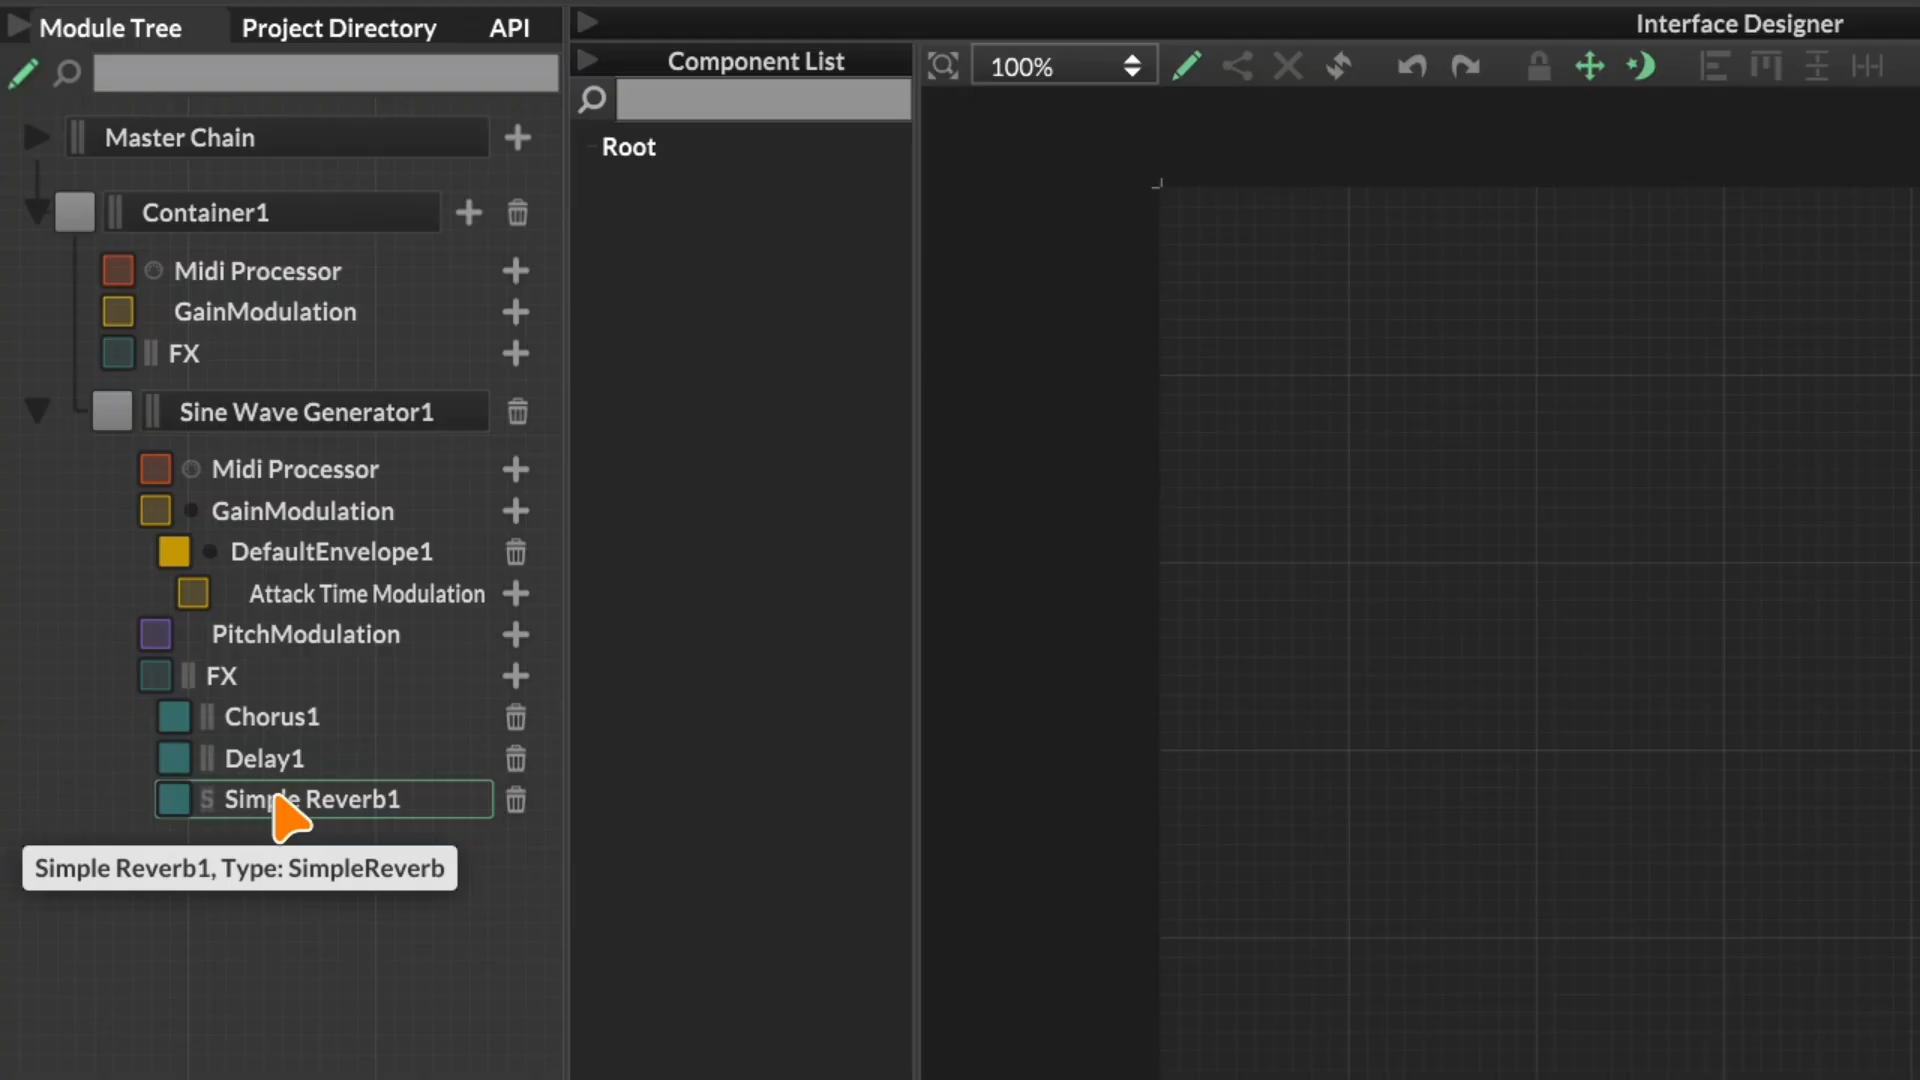 Module Tree
Project Directory
API
Interface Designer
Component List
100%
Root
Master Chain
Container1
Midi Processor
GainModulation
FX
Sine Wave Generator1
Midi Processor
GainModulation
DefaultEnvelope1
Attack Time Modulation
PitchModulation
FX
Chorus1
Delay1
S Simple Reverb1
Simple Reverb1, Type: SimpleReverb